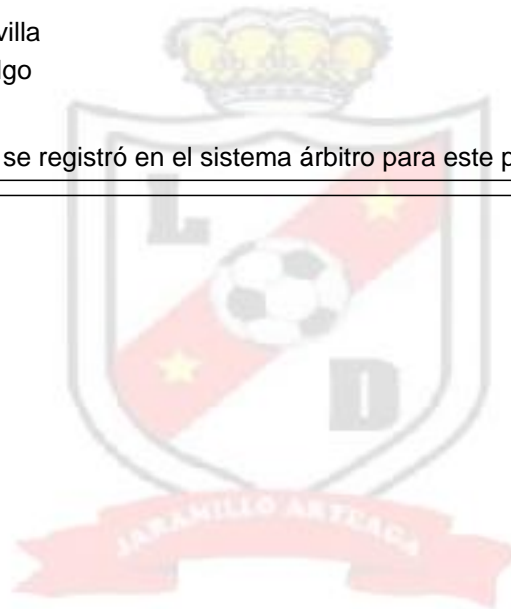 villa
lgo
se registró en el sistema árbitro para este p
L
D
JARAMILLO ARTEAGA